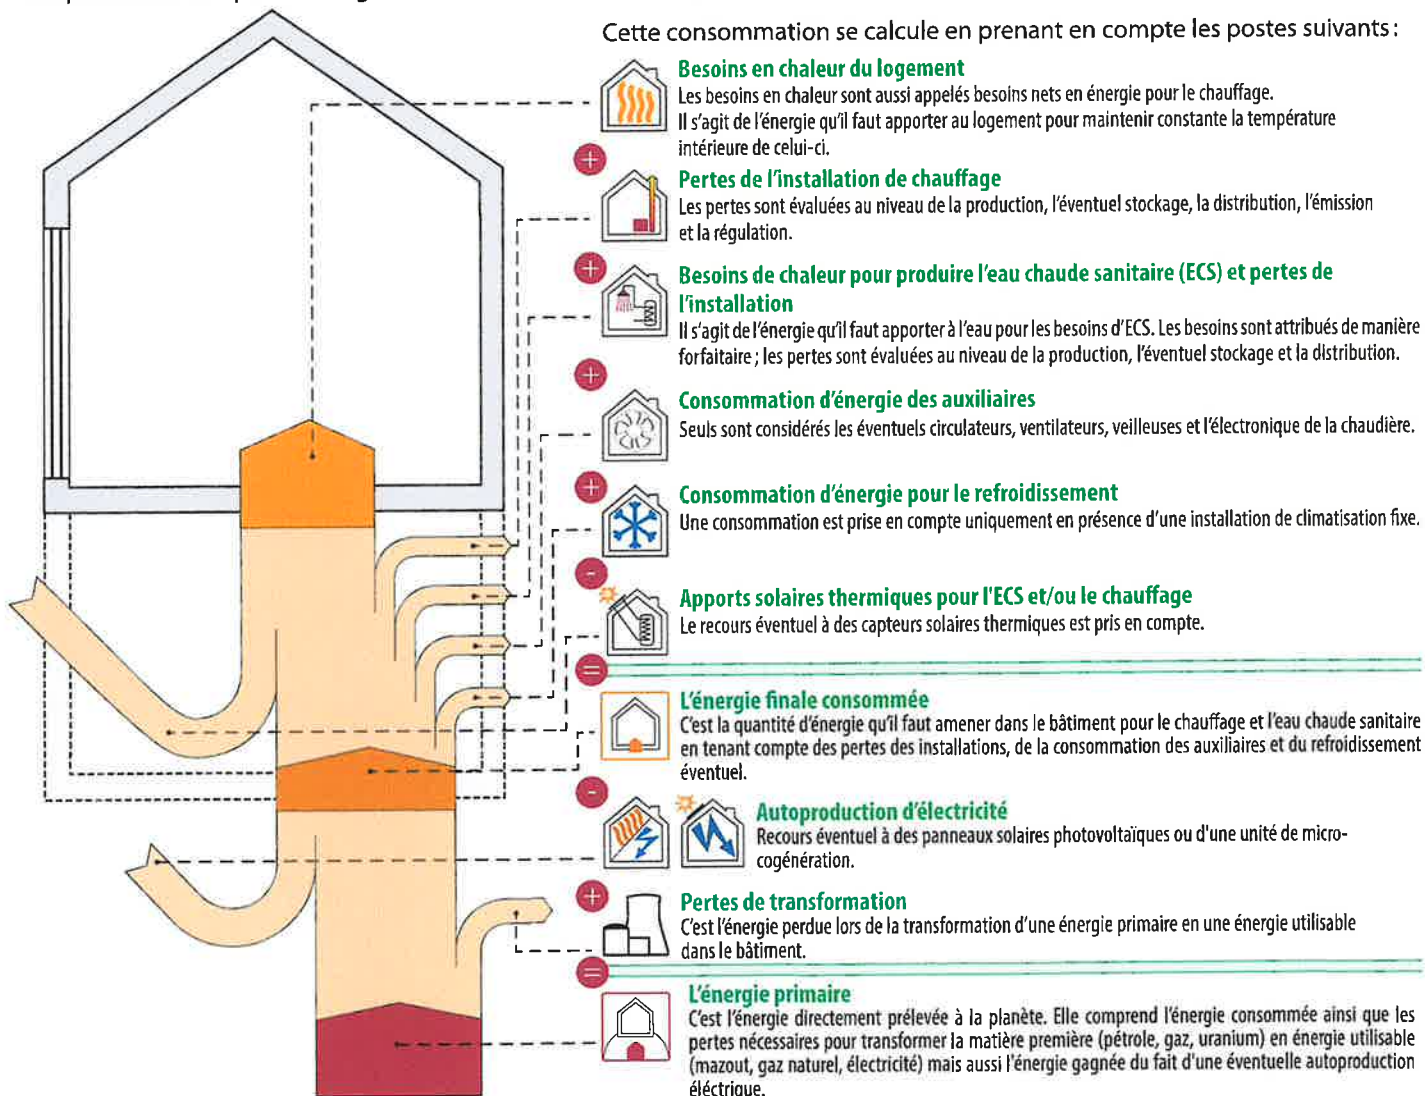 Cette consommation se calcule en prenant en compte les postes suivants :
Besoins en chaleur du logement
Les besoins en chaleur sont aussi appelés besoins nets en énergie pour le chauffage.
Il s'agit de l'énergie qu'il faut apporter au logement pour maintenir constante la température
intérieure de celui-ci.
+
Pertes de l'installation de chauffage
Les pertes sont évaluées au niveau de la production, l'éventuel stockage, la distribution, l'émission
et la régulation.
+
Besoins de chaleur pour produire l'eau chaude sanitaire (ECS) et pertes de
l'installation
Il s'agit de l'énergie qu'il faut apporter à l'eau pour les besoins d'ECS. Les besoins sont attribués de manière
forfaitaire ; les pertes sont évaluées au niveau de la production, l'éventuel stockage et la distribution.
+
Consommation d'énergie des auxiliaires
Seuls sont considérés les éventuels circulateurs, ventilateurs, veilleuses et l'électronique de la chaudière.
+
Consommation d'énergie pour le refroidissement
Une consommation est prise en compte uniquement en présence d'une installation de climatisation fixe.
-
Apports solaires thermiques pour l'ECS et/ou le chauffage
Le recours éventuel à des capteurs solaires thermiques est pris en compte.
=
L'énergie finale consommée
C'est la quantité d'énergie qu'il faut amener dans le bâtiment pour le chauffage et l'eau chaude sanitaire
en tenant compte des pertes des installations, de la consommation des auxiliaires et du refroidissement
éventuel.
-
Autoproduction d'électricité
Recours éventuel à des panneaux solaires photovoltaïques ou d'une unité de micro-
cogénération.
+
Pertes de transformation
C'est l'énergie perdue lors de la transformation d'une énergie primaire en une énergie utilisable
dans le bâtiment.
=
L'énergie primaire
C'est l'énergie directement prélevée à la planète. Elle comprend l'énergie consommée ainsi que les
pertes nécessaires pour transformer la matière première (pétrole, gaz, uranium) en énergie utilisable
(mazout, gaz naturel, électricité) mais aussi l'énergie gagnée du fait d'une éventuelle autoproduction
éléctrique.